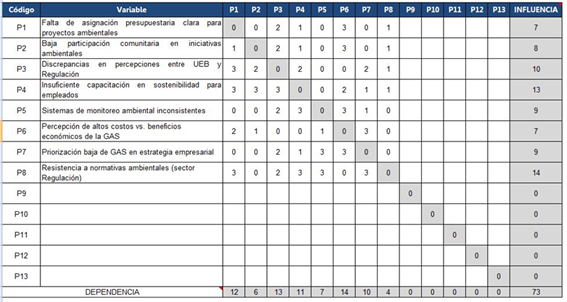 Código Variable P1 P2 P3 P4 P5 P6 P7 P8 P9 P10 P11 P12 P13 INFLUENCIA
P1 Falta de asignación presupuestaria clara para proyectos ambientales 0 0 2 1 0 3 0 1 7
P2 Baja participación comunitaria en iniciativas ambientales 1 0 2 1 0 3 0 1 8
P3 Discrepancias en percepciones entre UEB y Regulación 3 2 0 2 0 0 2 1 10
P4 Insuficiente capacitación en sostenibilidad para empleados 3 3 3 0 0 2 1 1 13
P5 Sistemas de monitoreo ambiental inconsistentes 0 0 2 3 0 3 1 0 9
P6 Percepción de altos costos vs. beneficios económicos de la GAS 2 1 0 0 1 0 3 0 7
P7 Priorización baja de GAS en estrategia empresarial 0 0 2 1 3 3 0 0 9
P8 Resistencia a normativas ambientales (sector Regulación) 3 0 2 3 3 0 3 0 14
P9 0 0
P10 0 0
P11 0 0
P12 0 0
P13 0 0
DEPENDENCIA 12 6 13 11 7 14 10 4 0 0 0 0 0 73